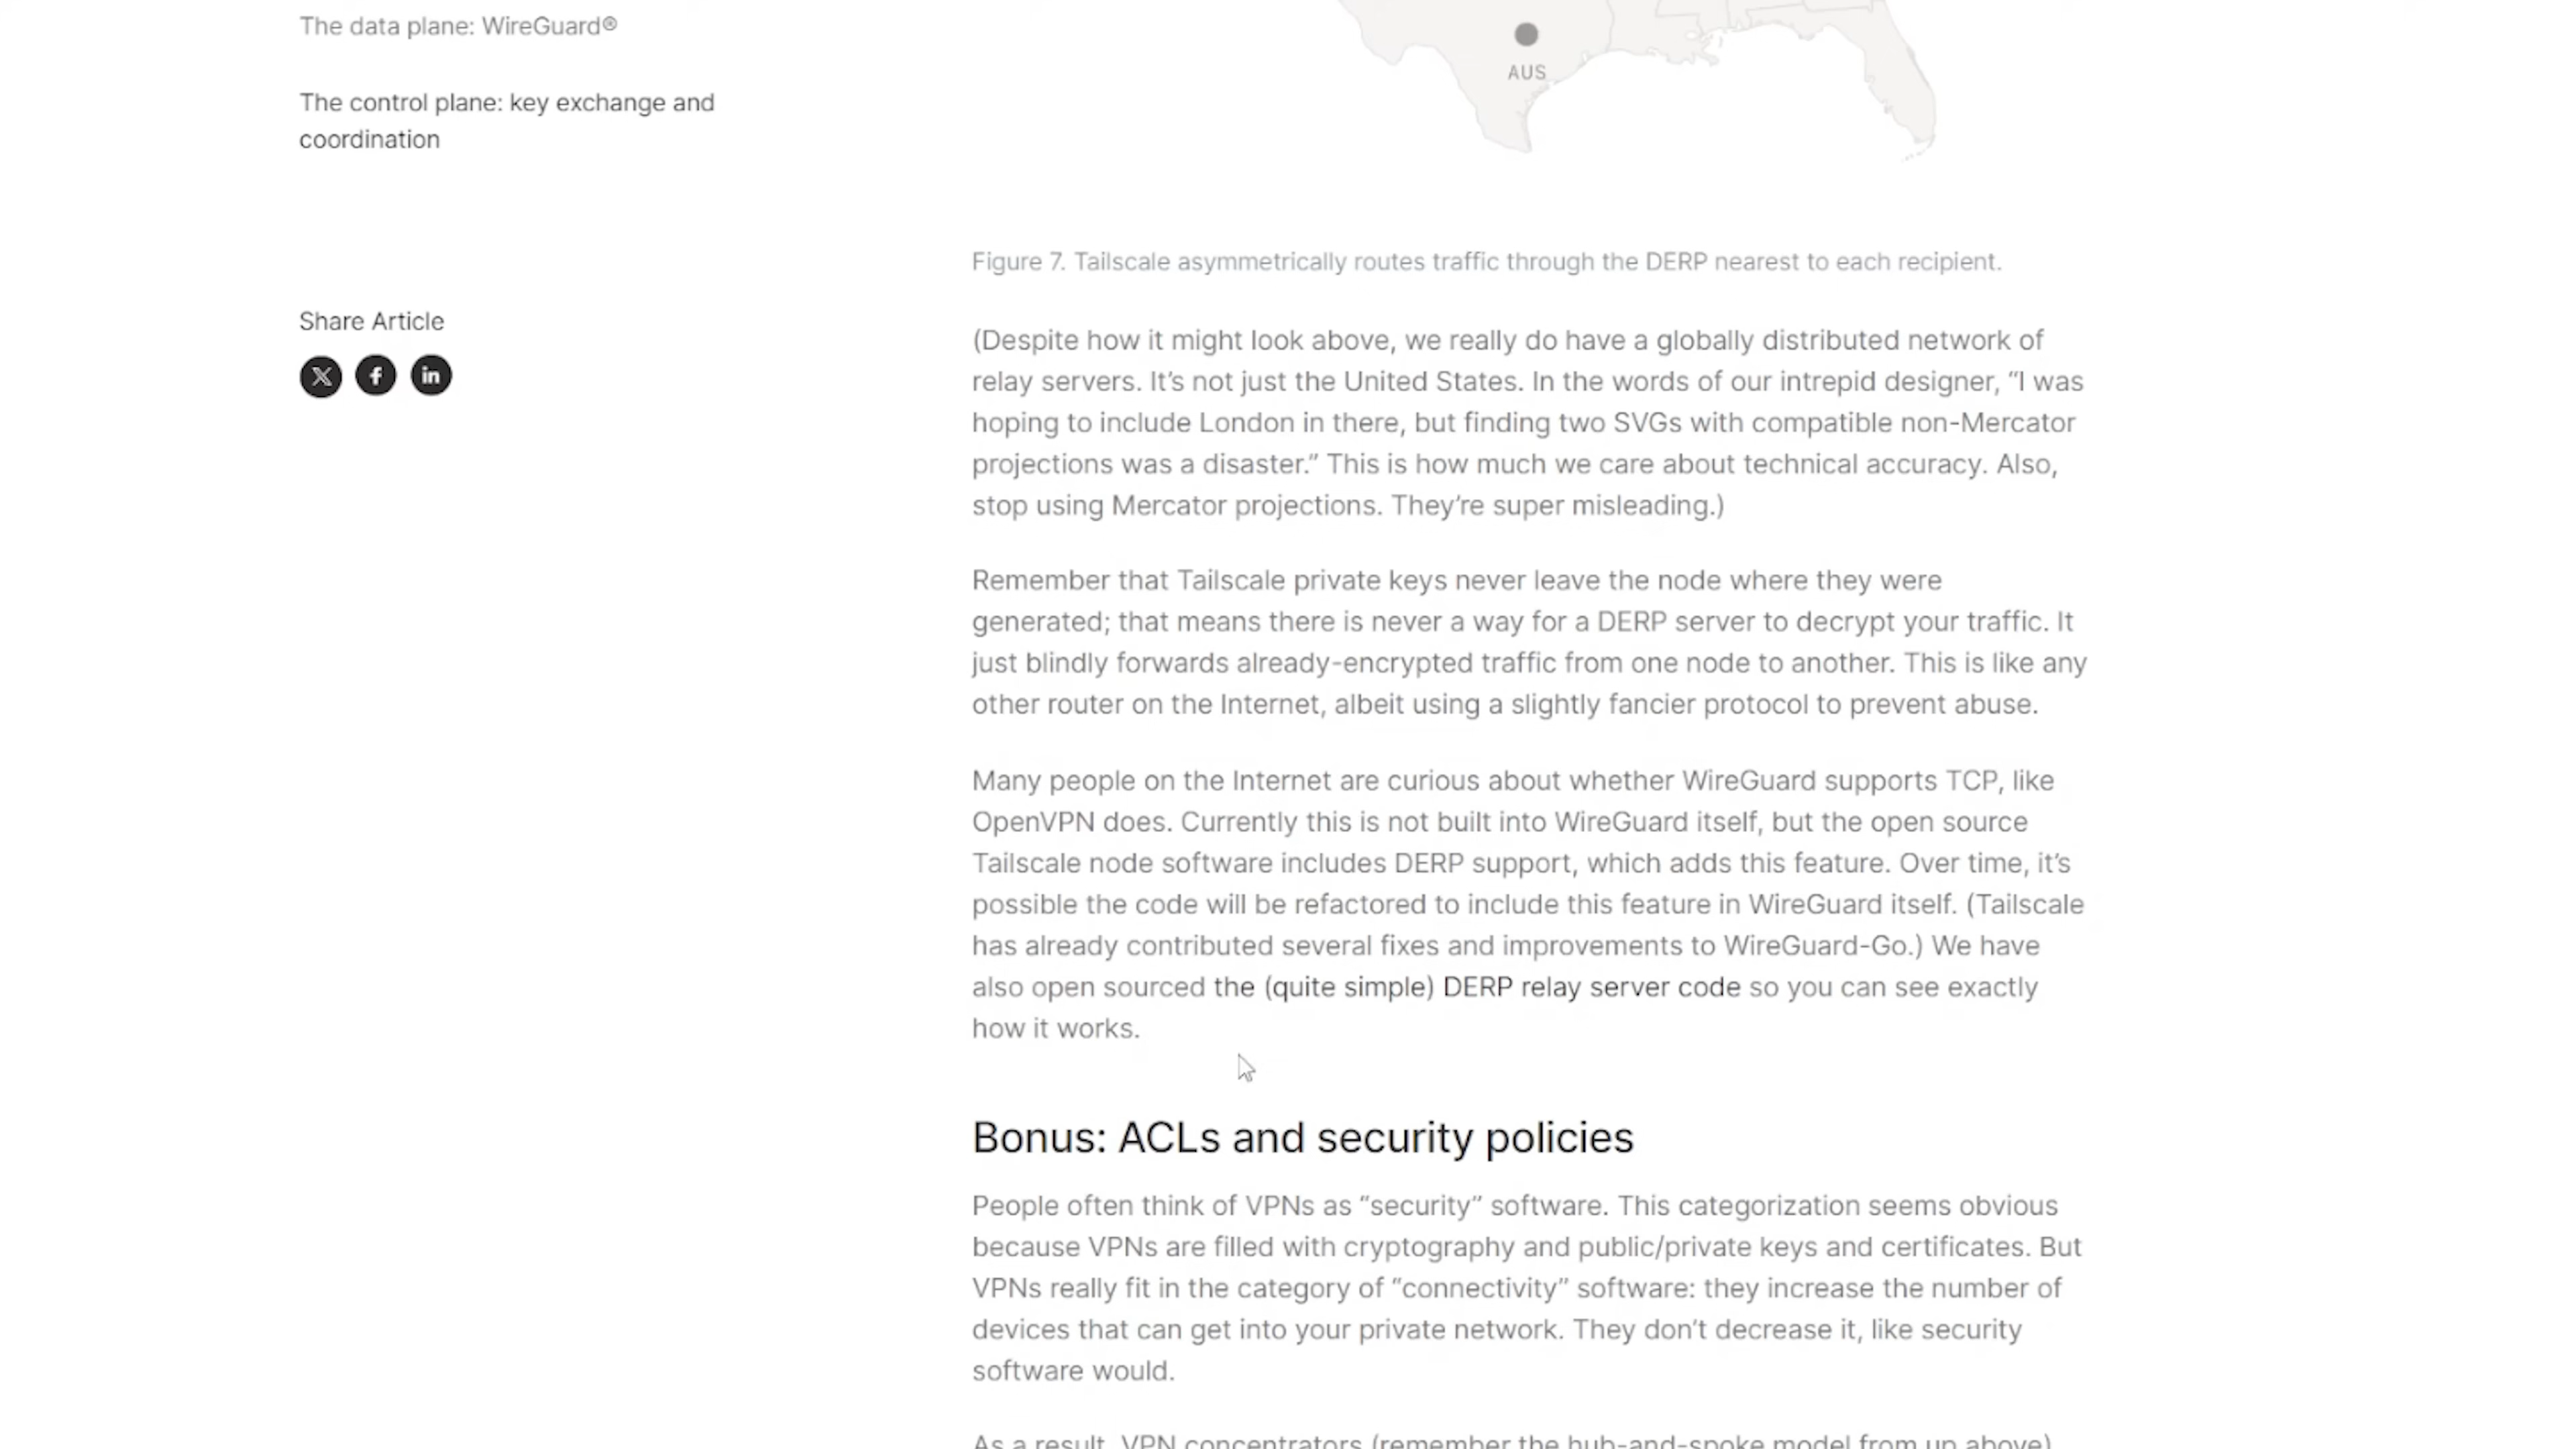 The data plane: WireGuard®
The control plane: key exchange and
coordination
Share Article
AUS
Figure 7. Tailscale asymmetrically routes traffic through the DERP nearest to each recipient.
(Despite how it might look above, we really do have a globally distributed network of
relay servers. It’s not just the United States. In the words of our intrepid designer, “I was
hoping to include London in there, but finding two SVGs with compatible non-Mercator
projections was a disaster.” This is how much we care about technical accuracy. Also,
stop using Mercator projections. They’re super misleading.)
Remember that Tailscale private keys never leave the node where they were
generated; that means there is never a way for a DERP server to decrypt your traffic. It
just blindly forwards already-encrypted traffic from one node to another. This is like any
other router on the Internet, albeit using a slightly fancier protocol to prevent abuse.
Many people on the Internet are curious about whether WireGuard supports TCP, like
OpenVPN does. Currently this is not built into WireGuard itself, but the open source
Tailscale node software includes DERP support, which adds this feature. Over time, it’s
possible the code will be refactored to include this feature in WireGuard itself. (Tailscale
has already contributed several fixes and improvements to WireGuard-Go.) We have
also open sourced the (quite simple) DERP relay server code so you can see exactly
how it works.
Bonus: ACLs and security policies
People often think of VPNs as “security” software. This categorization seems obvious
because VPNs are filled with cryptography and public/private keys and certificates. But
VPNs really fit in the category of “connectivity” software: they increase the number of
devices that can get into your private network. They don’t decrease it, like security
software would.
As a result, VPN concentrators (remember the hub-and-spoke model from up above)